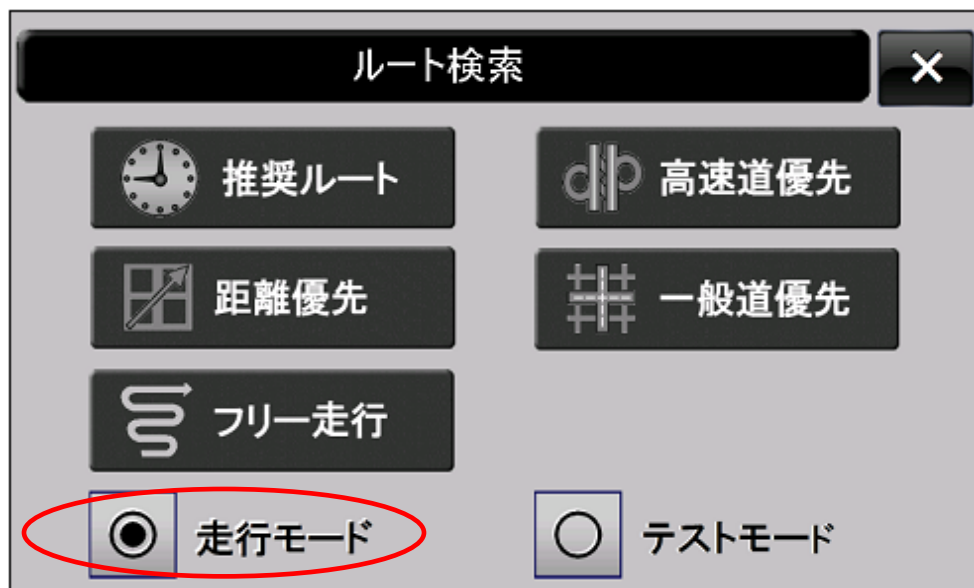 ルート検索
推奨ルート
高速道優先
距離優先
一般道優先
フリー走行
走行モード
テストモード